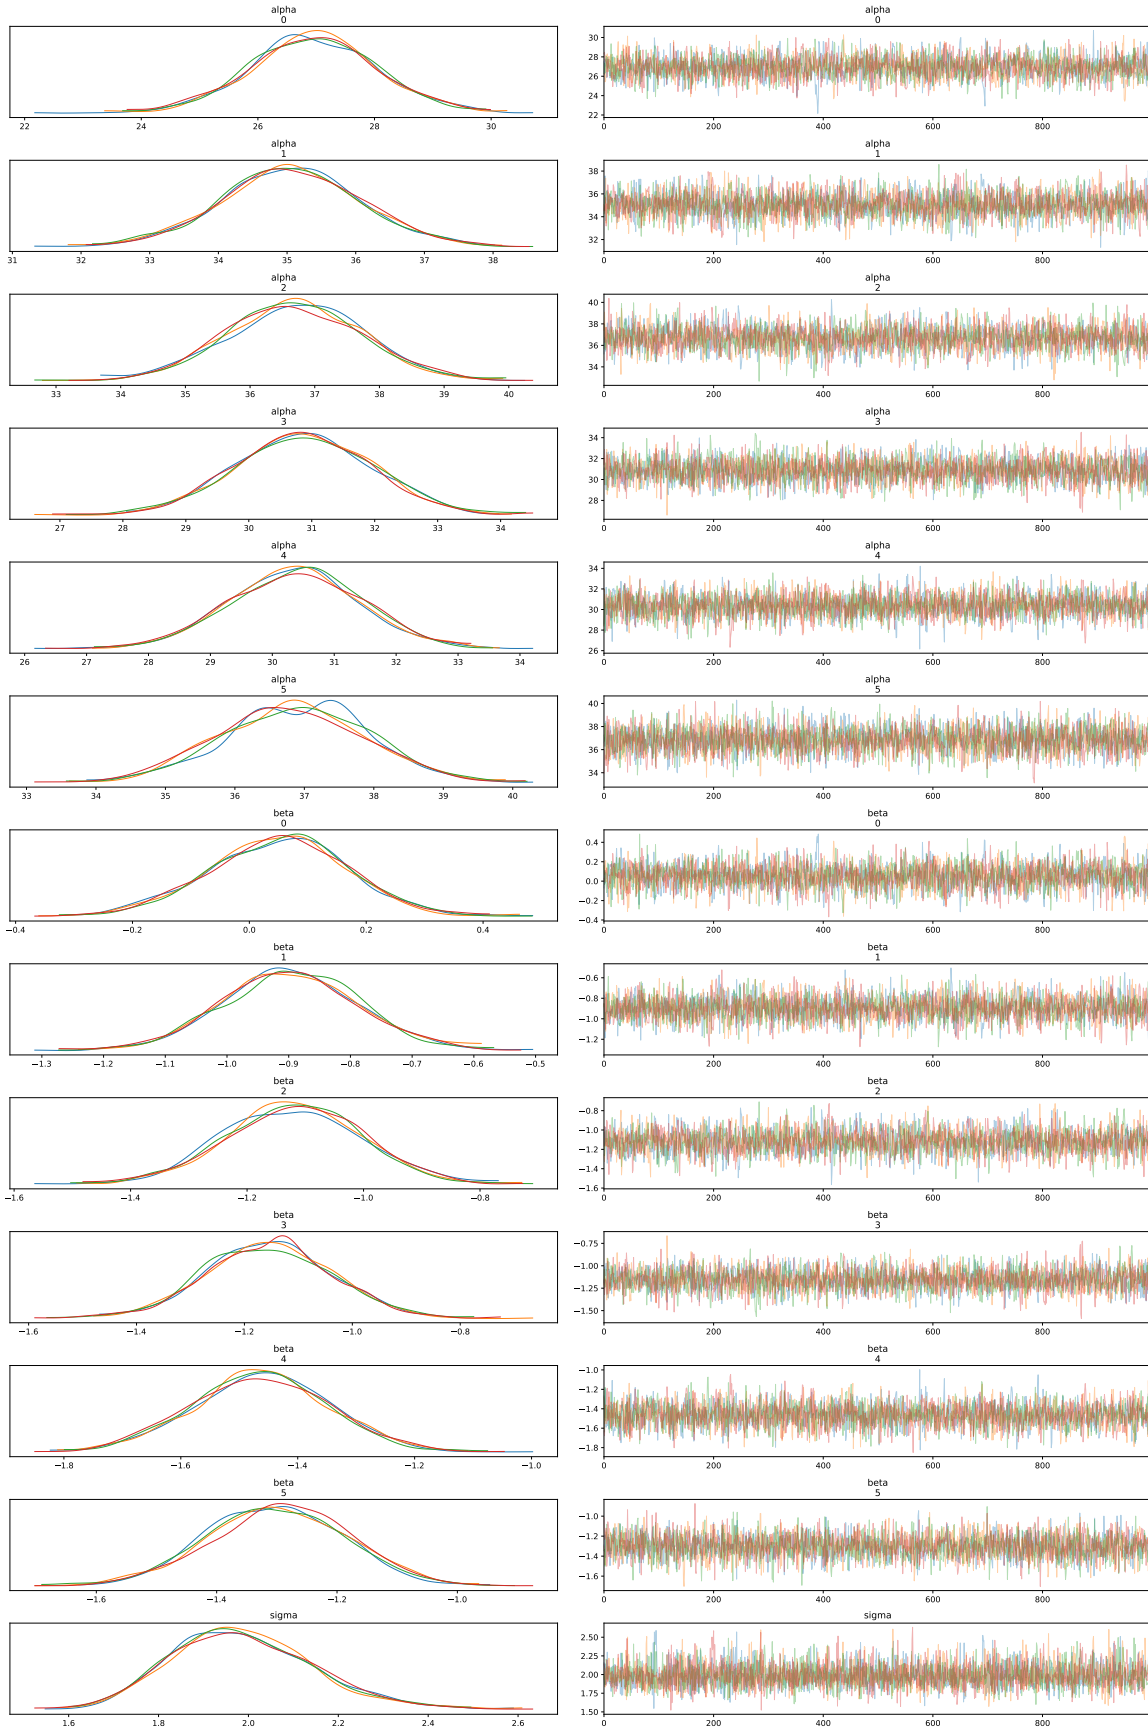 alpha
0
alpha
0
22 24 26 28 30
30
28
26
24
22
0 200 400 600 800
alpha
1
alpha
1
31 32 33 34 35 36 37 38
38
36
34
32
0 200 400 600 800
alpha
2
alpha
2
33 34 35 36 37 38 39 40
40
38
36
34
0 200 400 600 800
alpha
3
alpha
3
27 28 29 30 31 32 33 34
34
32
30
28
0 200 400 600 800
alpha
4
alpha
4
26 27 28 29 30 31 32 33 34
34
32
30
28
26
0 200 400 600 800
alpha
5
alpha
5
33 34 35 36 37 38 39 40
40
38
36
34
0 200 400 600 800
beta
0
beta
0
−0.4 −0.2 0.0 0.2 0.4
0.4
0.2
0.0
−0.2
−0.4
0 200 400 600 800
beta
1
beta
1
−1.3 −1.2 −1.1 −1.0 −0.9 −0.8 −0.7 −0.6 −0.5
−0.6
−0.8
−1.0
−1.2
0 200 400 600 800
beta
2
beta
2
−1.6 −1.4 −1.2 −1.0 −0.8
−0.8
−1.0
−1.2
−1.4
−1.6
0 200 400 600 800
beta
3
beta
3
−1.6 −1.4 −1.2 −1.0 −0.8
−0.75
−1.00
−1.25
−1.50
0 200 400 600 800
beta
4
beta
4
−1.8 −1.6 −1.4 −1.2 −1.0
−1.0
−1.2
−1.4
−1.6
−1.8
0 200 400 600 800
beta
5
beta
5
−1.6 −1.4 −1.2 −1.0
−1.0
−1.2
−1.4
−1.6
0 200 400 600 800
sigma
sigma
1.6 1.8 2.0 2.2 2.4 2.6
2.50
2.25
2.00
1.75
1.50
0 200 400 600 800